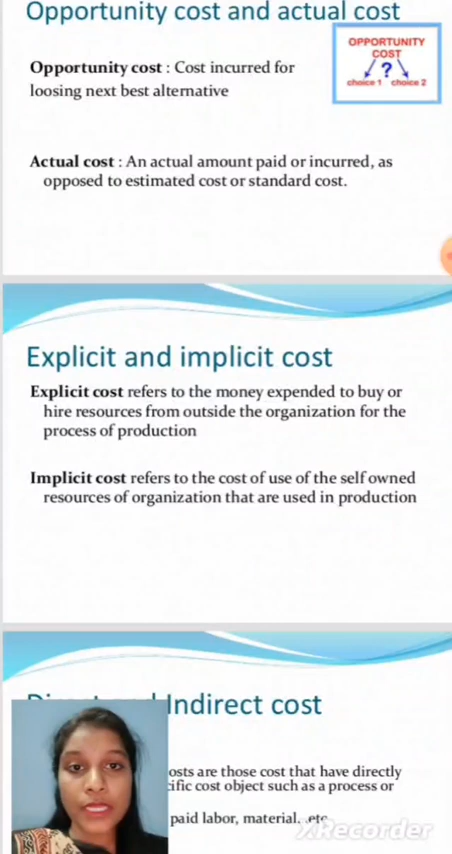 Opportunity cost and actual cost
OPPORTUNITY
COST
?
choice 1 choice 2
Opportunity cost : Cost incurred for
loosing next best alternative
Actual cost : An actual amount paid or incurred, as
opposed to estimated cost or standard cost.
Explicit and implicit cost
Explicit cost refers to the money expended to buy or
hire resources from outside the organization for the
process of production
Implicit cost refers to the cost of use of the self owned
resources of organization that are used in production
Indirect cost
osts are those cost that have directly
ific cost object such as a process or
paid labor, material. .etc
XRecorder